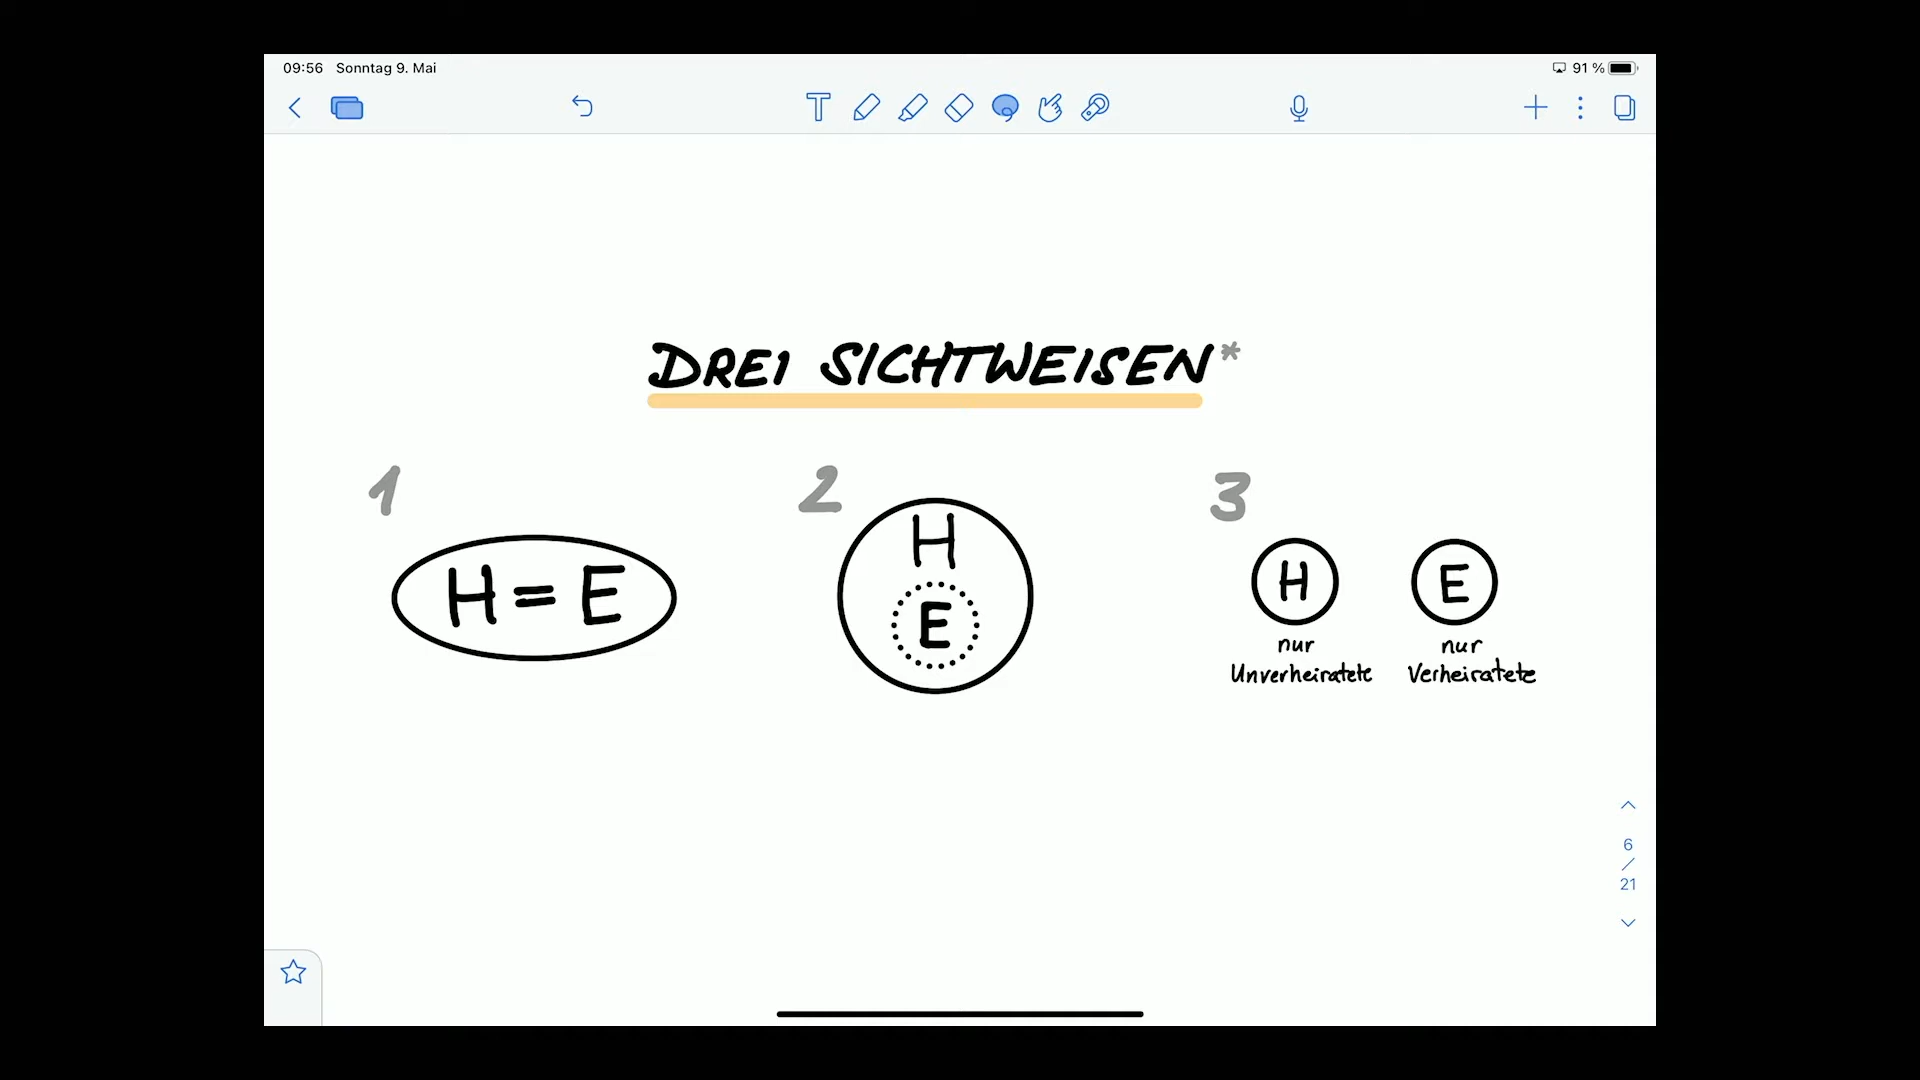 09:56 Sonntag 9. Mai
91 %
DREI SICHTWEISEN*
1
H = E
2
H
E
3
H
nur
Unverheiratete
E
nur
Verheiratete
6
/
21